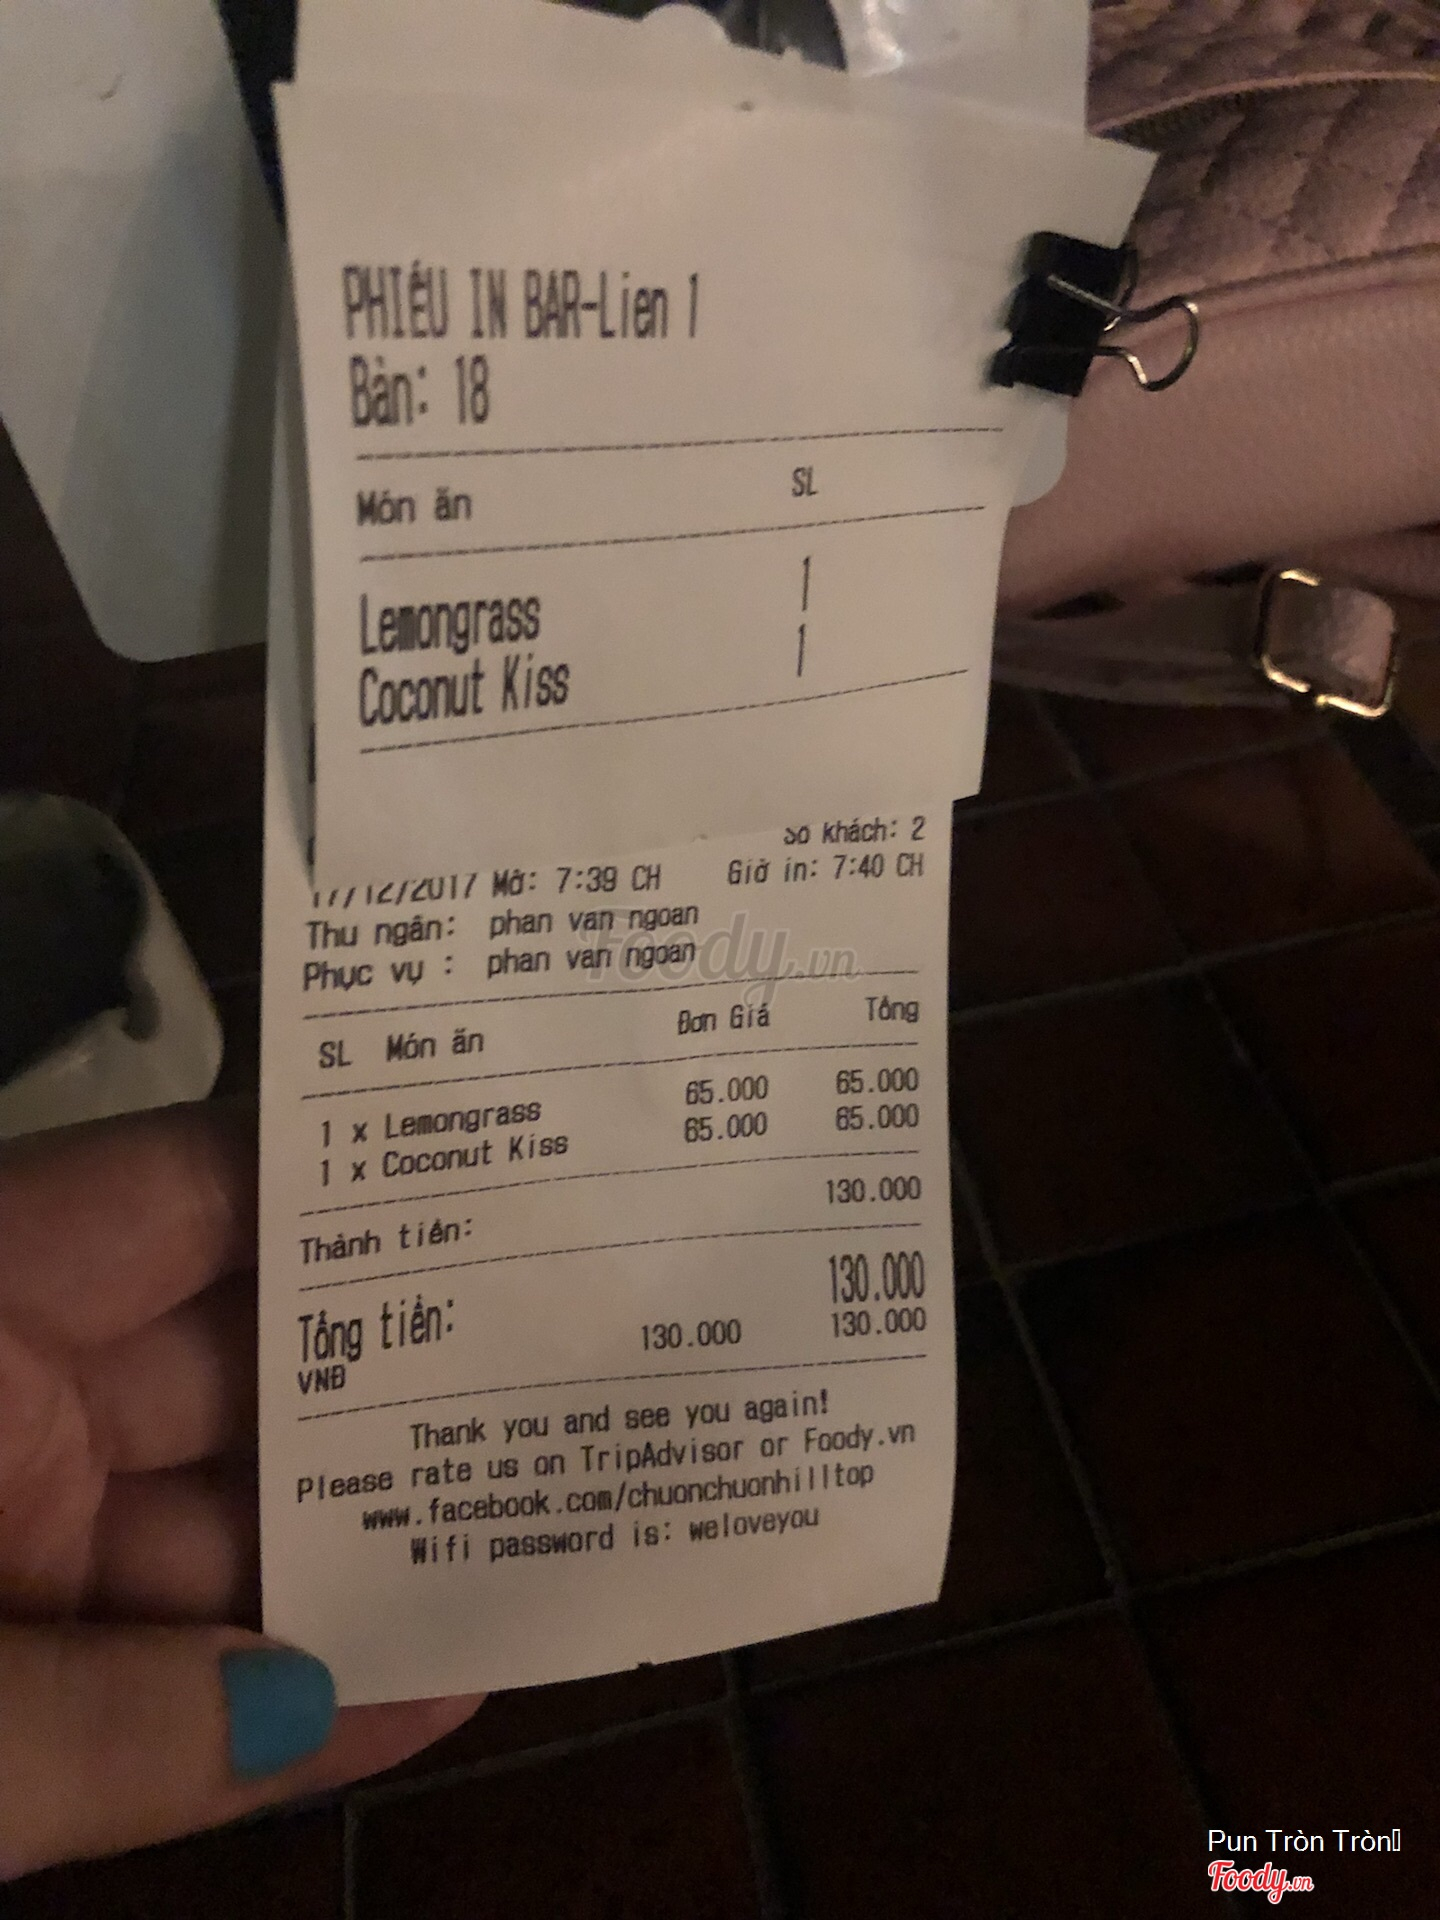 PHIẾU IN BAR-Lien 1
Bàn: 18
Món ăn SL
Lemongrass 1
Coconut Kiss 1
Số khách: 2
17/12/2017 Mở: 7:39 CH Giờ in: 7:40 CH
Thu ngân: phan van ngoan
Phục vụ : phan van ngoan
Foody.vn
SL Món ăn Đơn Giá Tổng
1 x Lemongrass 65.000 65.000
1 x Coconut Kiss 65.000 65.000
Thành tiền: 130.000
Tổng tiền: 130.000
VNĐ 130.000 130.000
Thank you and see you again!
Please rate us on TripAdvisor or Foody.vn
www.facebook.com/chuonchuonhilltop
Wifi password is: weloveyou
Pun Tròn Tròn
Foody.vn